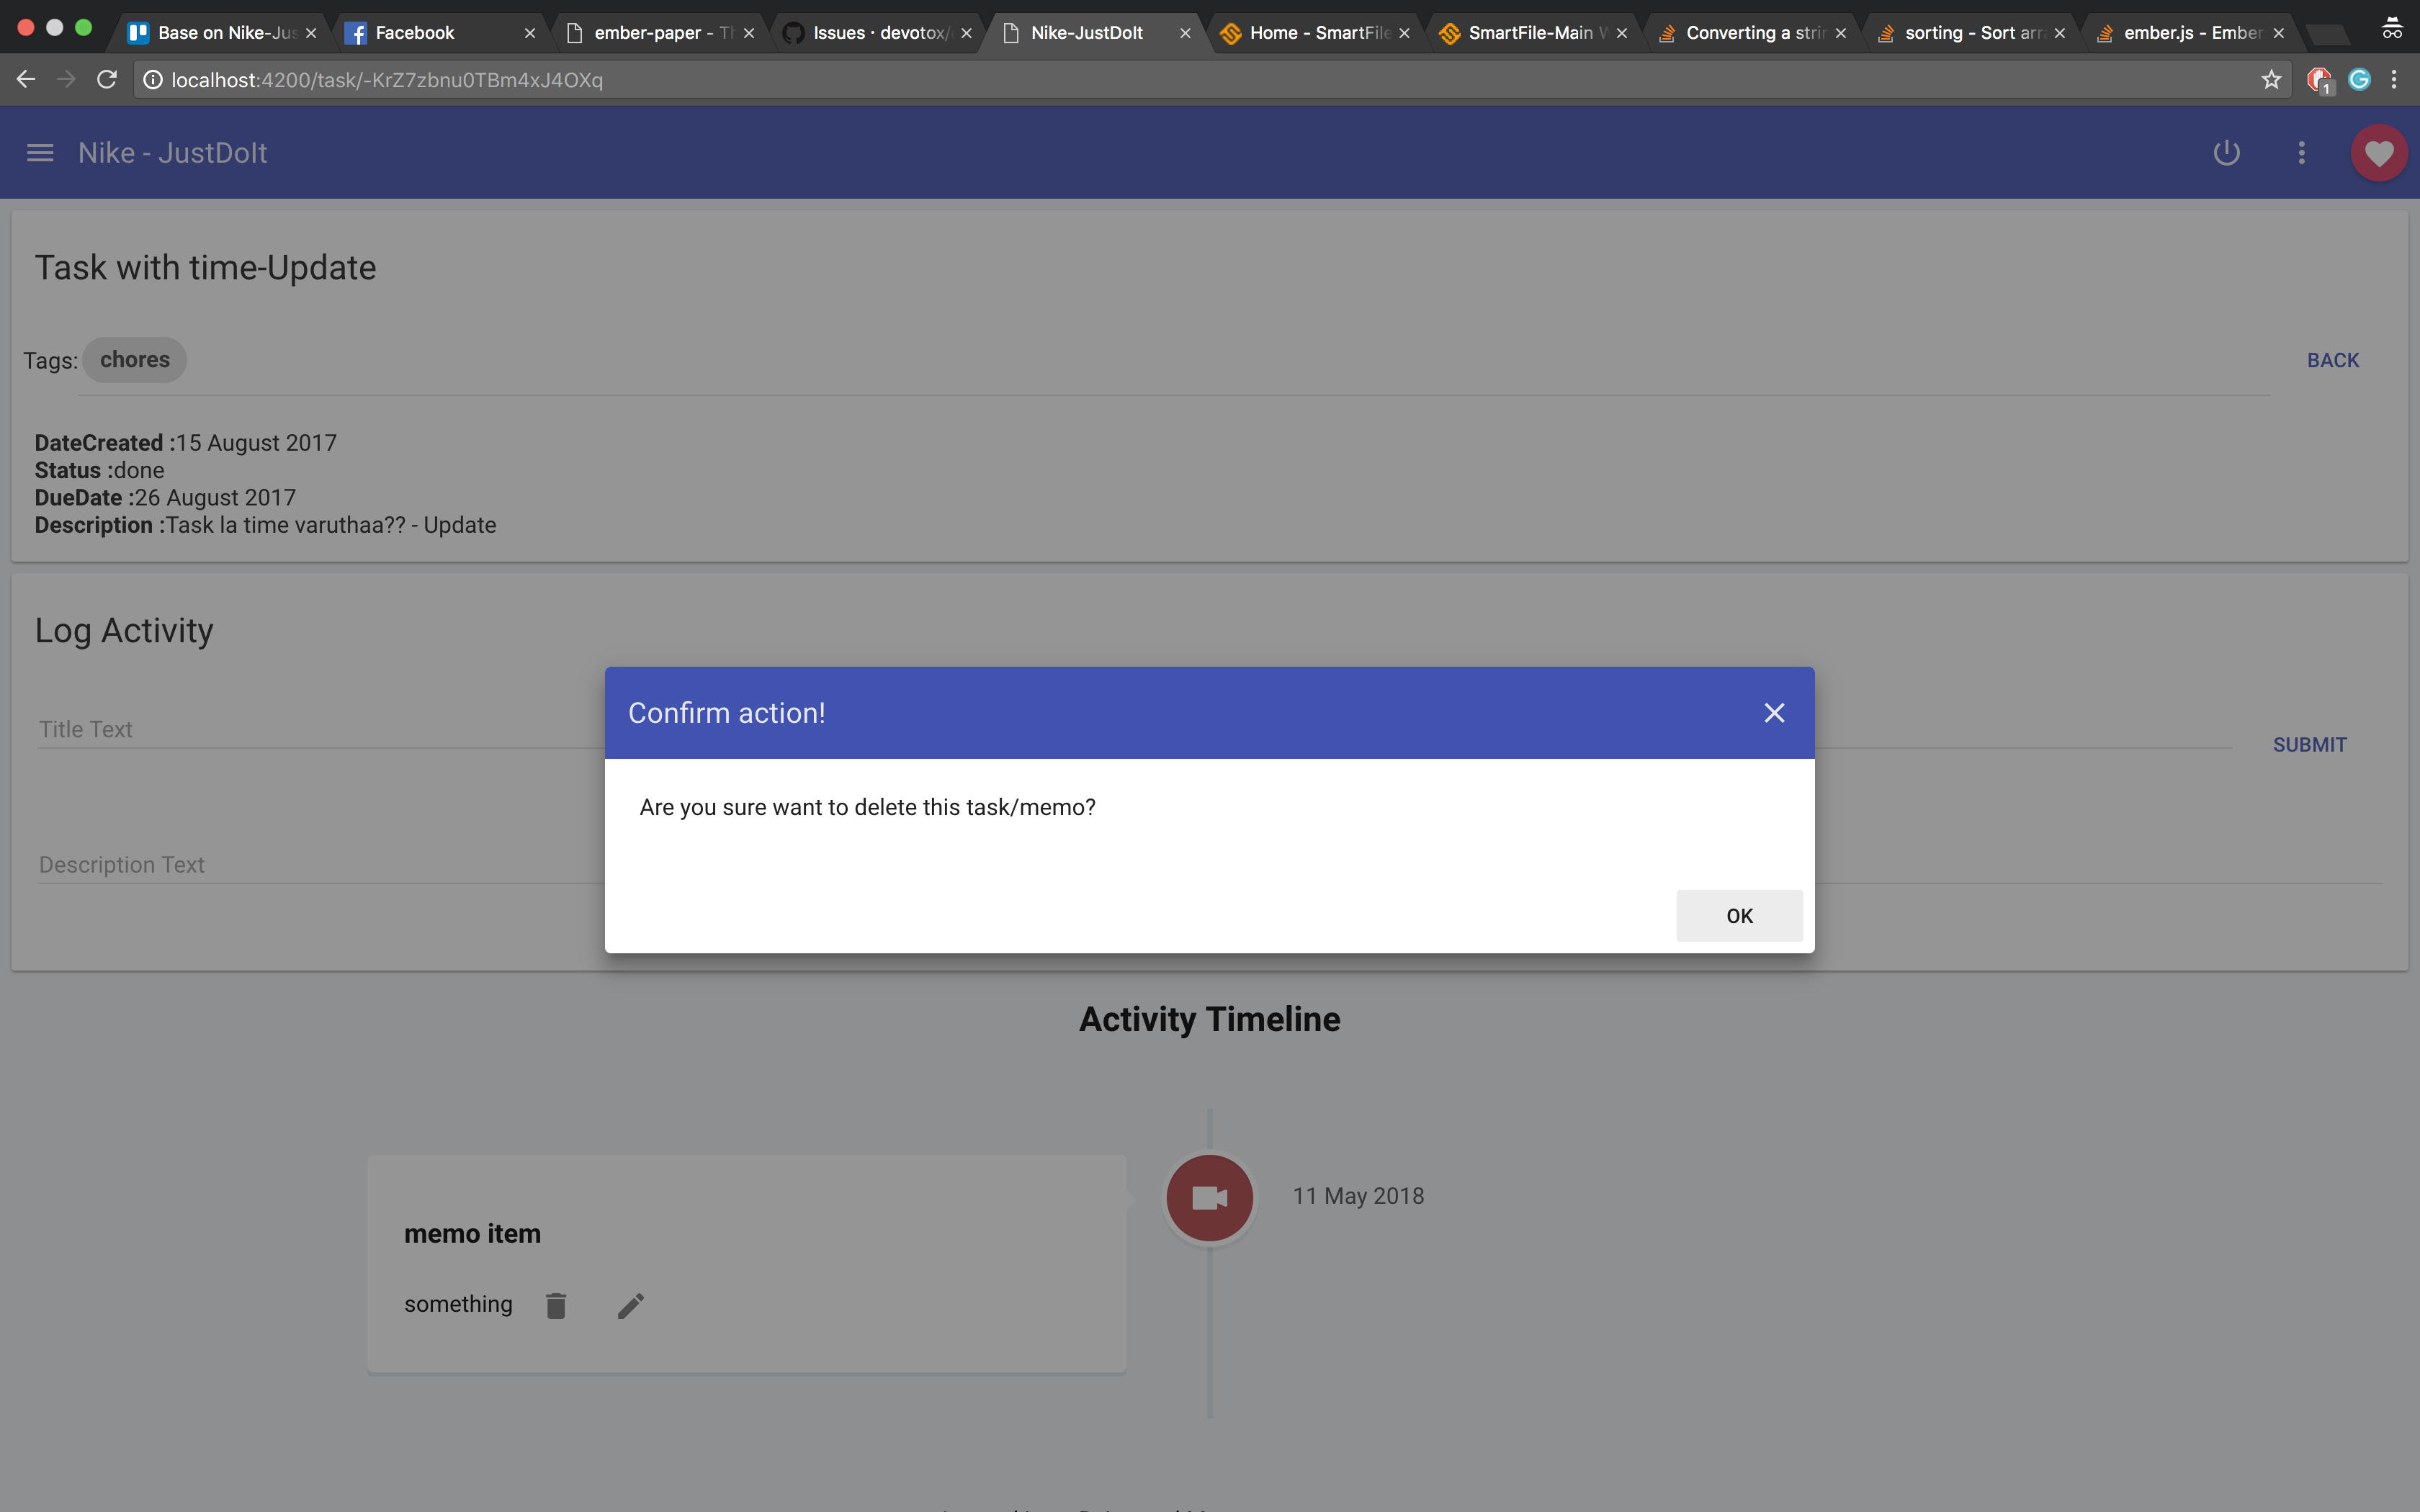 Base on Nike-Jus
Facebook
ember-paper - Th
Issues · devotox/
Nike-JustDoIt
Home - SmartFile
SmartFile-Main W
Converting a strin
sorting - Sort arr
ember.js - Ember
localhost:4200/task/-KrZ7zbnu0TBm4xJ4OXq
1
Nike - JustDoIt
Task with time-Update
Tags: chores
BACK
DateCreated :15 August 2017
Status :done
DueDate :26 August 2017
Description :Task la time varuthaa?? - Update
Log Activity
Title Text
SUBMIT
Description Text
Confirm action!
Are you sure want to delete this task/memo?
OK
Activity Timeline
11 May 2018
memo item
something